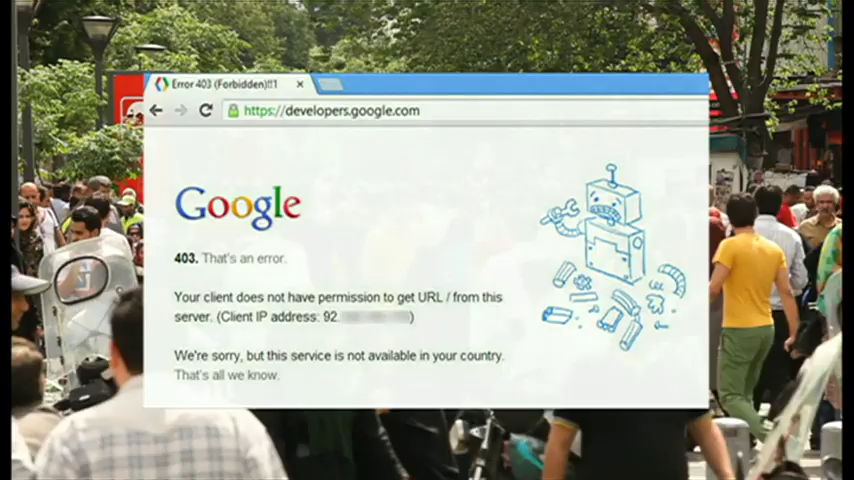 Error 403 (Forbidden)!!1
https://developers.google.com
Google
403. That's an error.
Your client does not have permission to get URL / from this
server. (Client IP address: 92. )
We're sorry, but this service is not available in your country.
That's all we know.